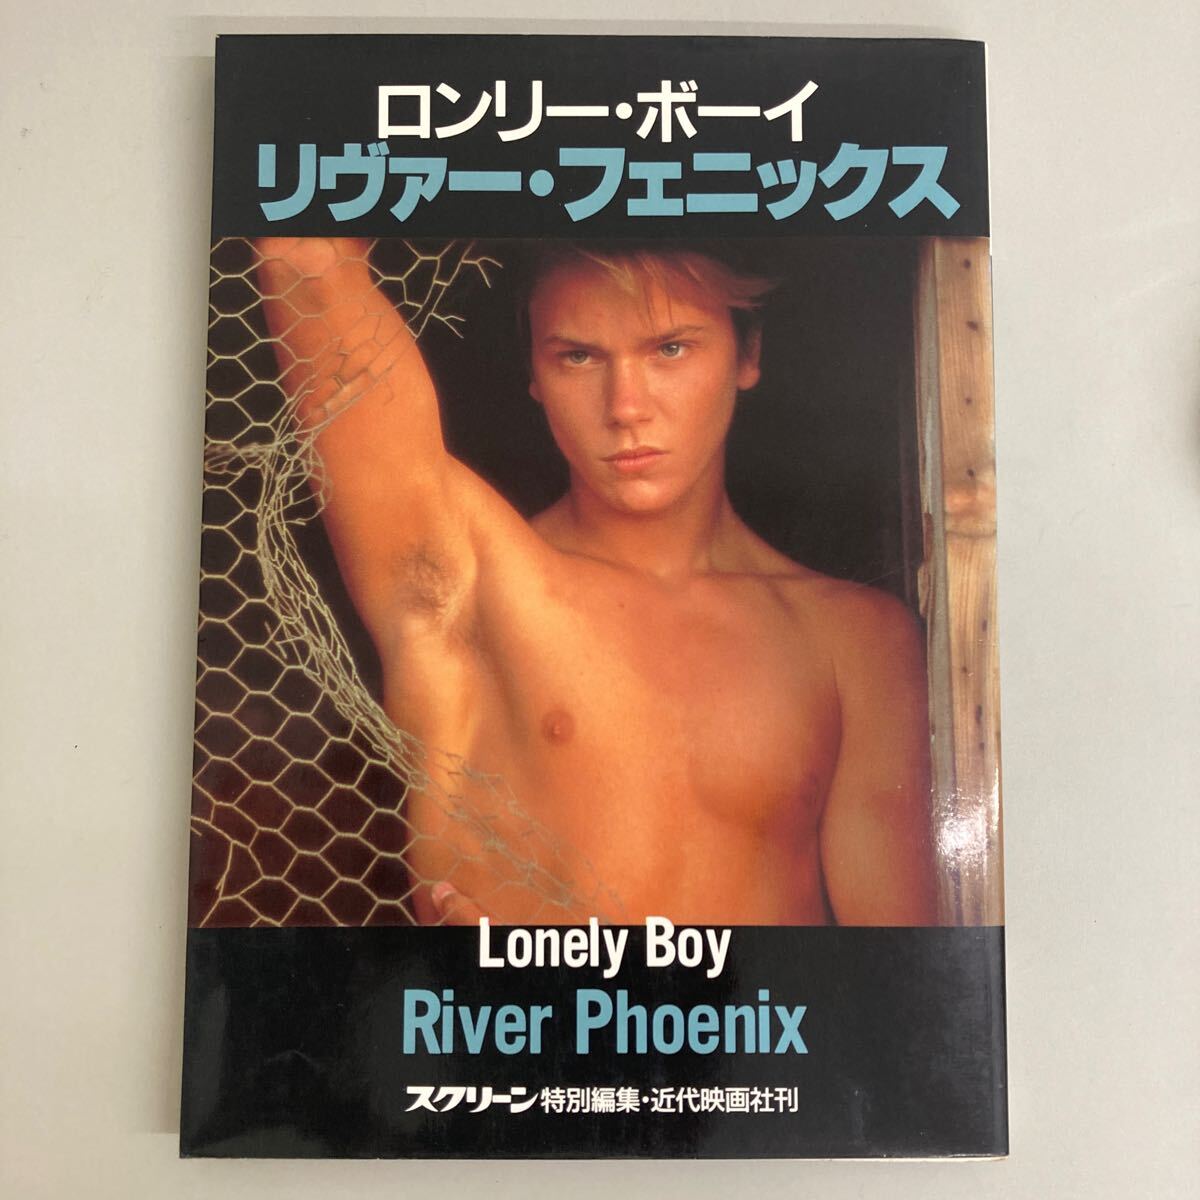 ロンリー・ボーイ
リヴァー・フェニックス
Lonely Boy
River Phoenix
スクリーン特別編集・近代映画社刊